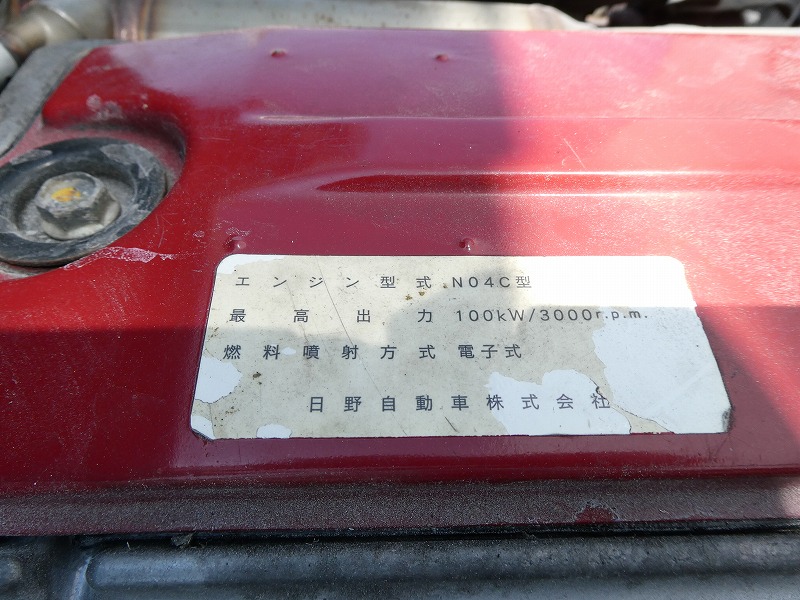 エンジン型式 N04C型
最高出力 100kW/3000r.p.m.
燃料噴射方式 電子式
日野自動車株式会社